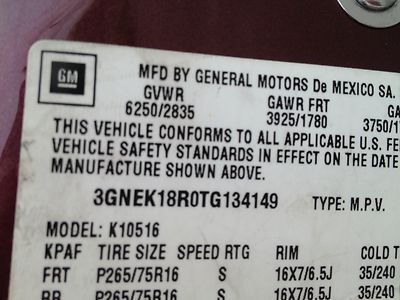 GM
MFD BY GENERAL MOTORS De MEXICO SA.
GVWR GAWR FRT
6250/2835 3925/1780 3750/17
THIS VEHICLE CONFORMS TO ALL APPLICABLE U.S. FE
VEHICLE SAFETY STANDARDS IN EFFECT ON THE DATE
MANUFACTURE SHOWN ABOVE.
3GNEK18R0TG134149 TYPE: M.P.V.
MODEL: K10516
KPAF TIRE SIZE SPEED RTG RIM COLD T
FRT P265/75R16 S 16X7/6.5J 35/240
RR P265/75R16 S 16X7/6.5J 35/240